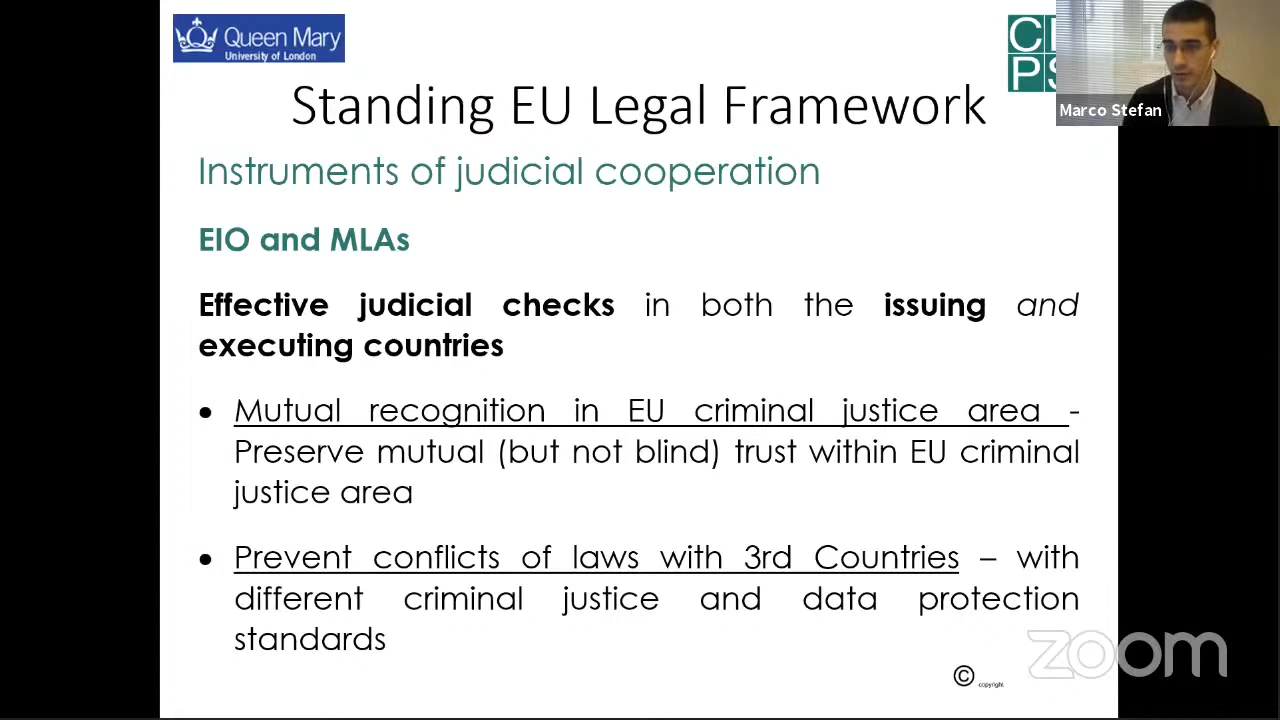 Queen Mary
University of London
Marco Stefan
Standing EU Legal Framework
Instruments of judicial cooperation
EIO and MLAs
Effective judicial checks in both the issuing and
executing countries
• Mutual recognition in EU criminal justice area -
Preserve mutual (but not blind) trust within EU criminal
justice area
• Prevent conflicts of laws with 3rd Countries – with
different criminal justice and data protection
standards
© copyright
zoom